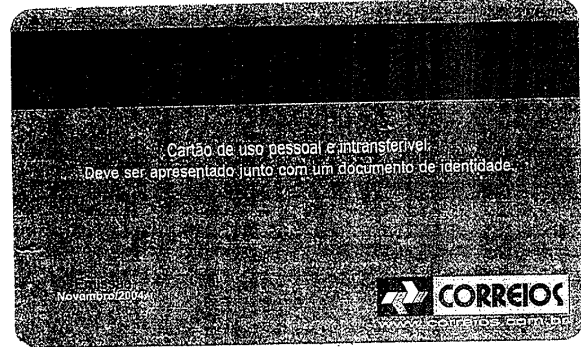 Cartão de uso pessoal e intransferível.
Deve ser apresentado junto com um documento de identidade.
EMISSÃO
Novembro/2004
CORREIOS
www.correios.com.br